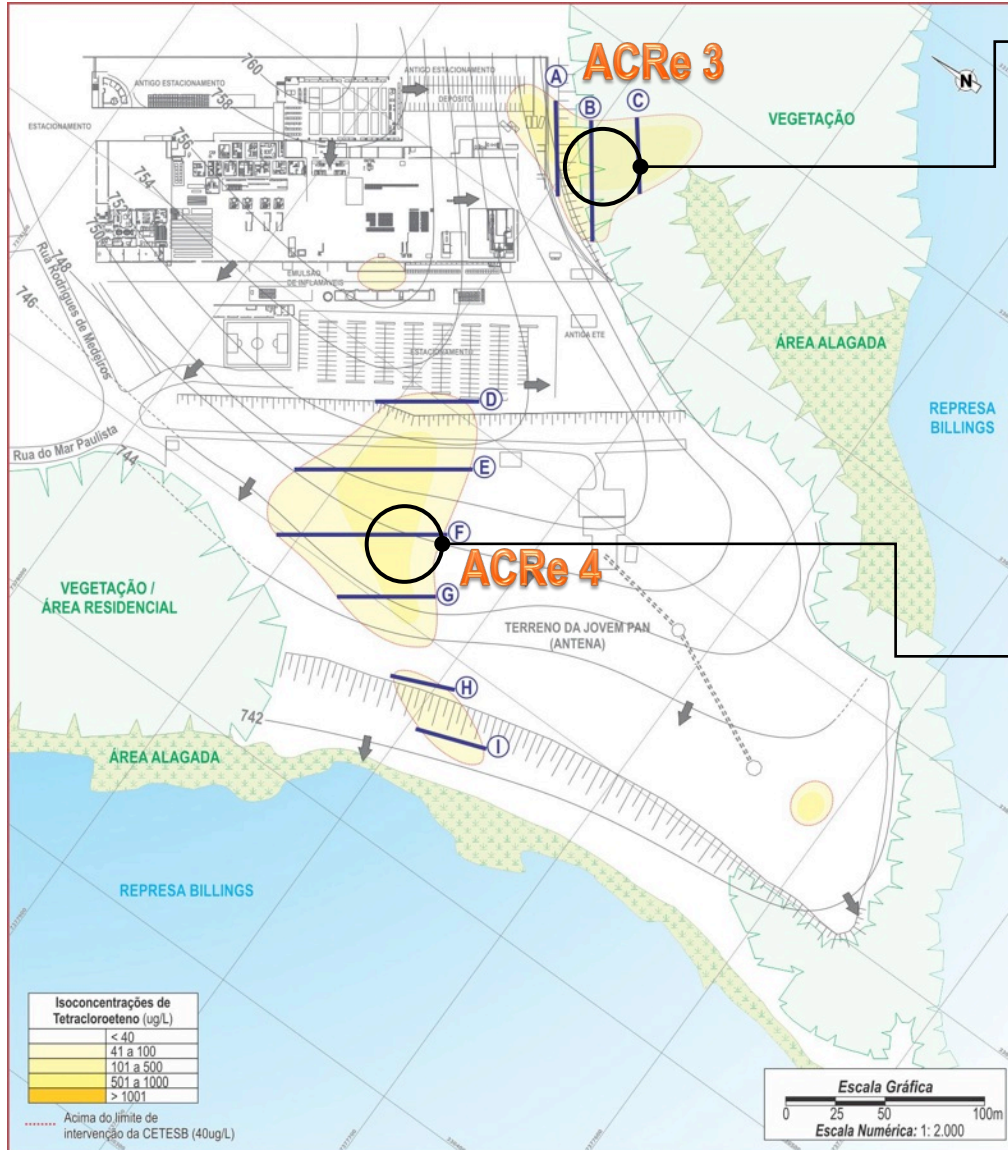 ACRe 3
ANTIGO ESTACIONAMENTO
ANTIGO ESTACIONAMENTO
DEPÓSITO
ESTACIONAMENTO
760
758
756
754
752
750
748
746
744
742
A
B
C
N
VEGETAÇÃO
Rua Rodrigues de Medeiros
EMULSÃO
DE INFLAMÁVEIS
ANTIGA ETE
ESTACIONAMENTO
ÁREA ALAGADA
REPRESA
BILLINGS
D
Rua do Mar Paulista
E
F
ACRe 4
G
VEGETAÇÃO /
ÁREA RESIDENCIAL
TERRENO DA JOVEM PAN
(ANTENA)
H
I
ÁREA ALAGADA
REPRESA BILLINGS
Isoconcentrações de
Tetracloroeteno (ug/L)
< 40
41 a 100
101 a 500
501 a 1000
> 1001
Acima do limite de
intervenção da CETESB (40ug/L)
Escala Gráfica
0 25 50 100m
Escala Numérica: 1: 2.000